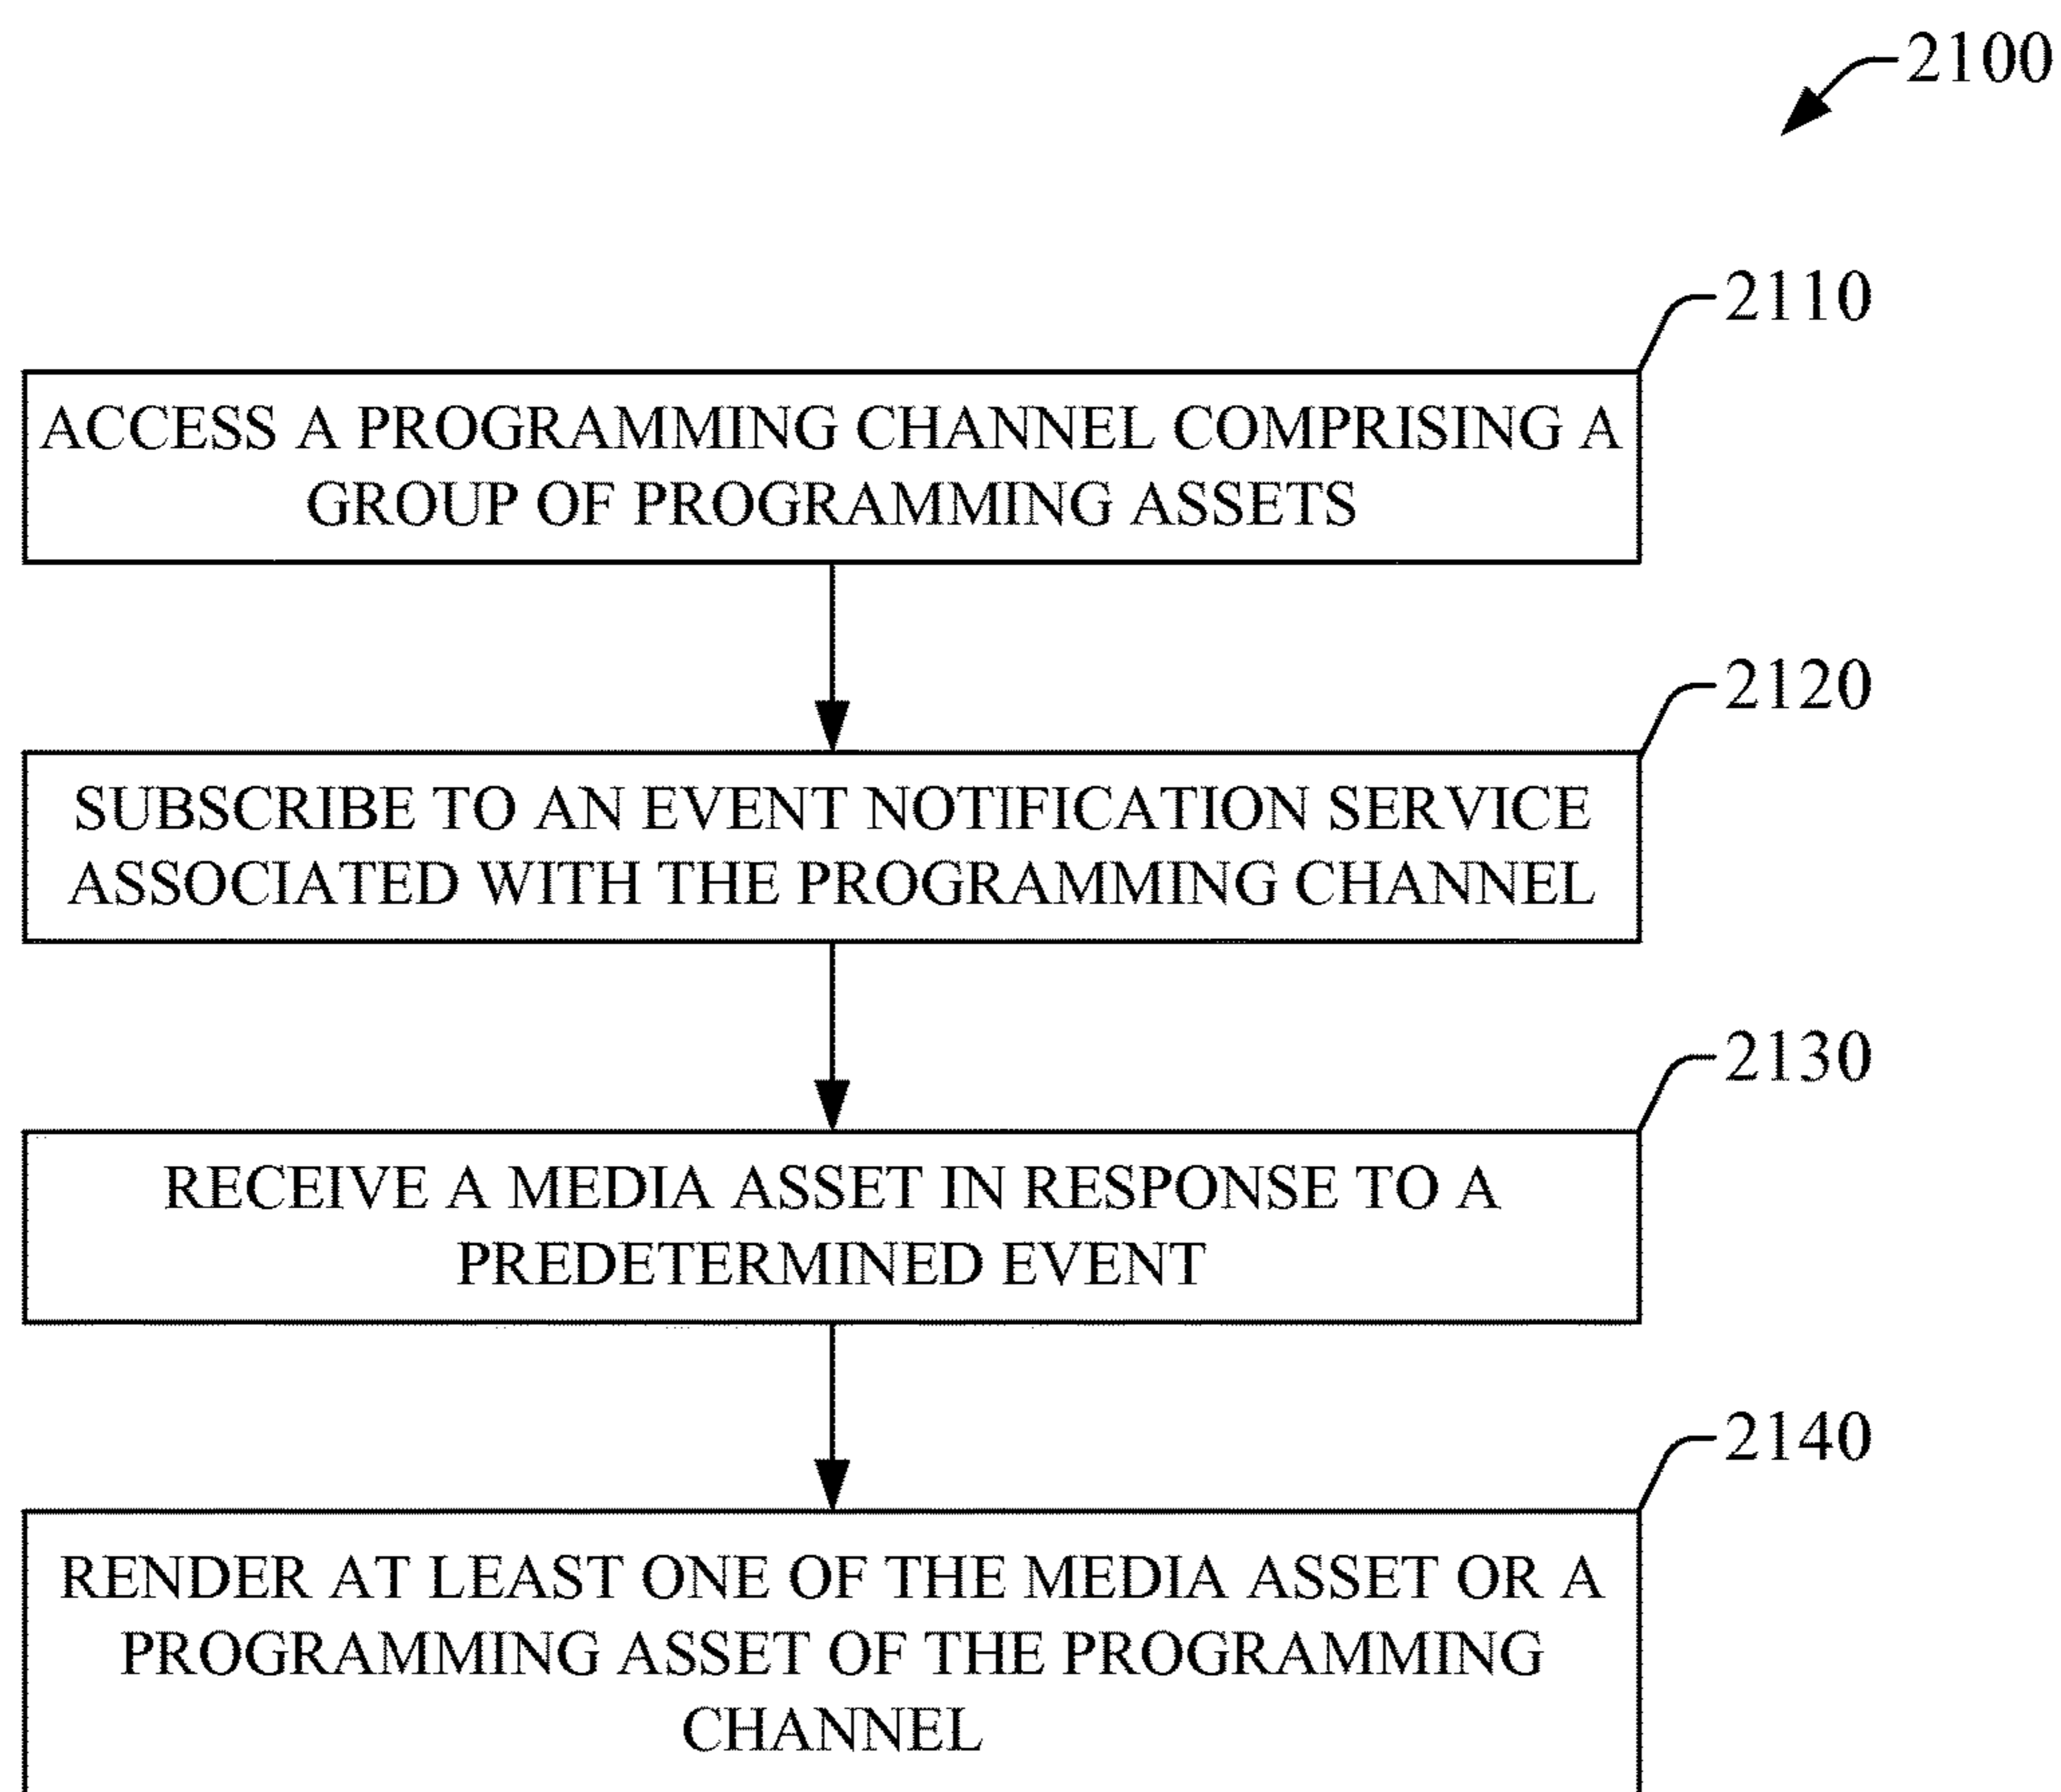 2100
2110
ACCESS A PROGRAMMING CHANNEL COMPRISING A
GROUP OF PROGRAMMING ASSETS
2120
SUBSCRIBE TO AN EVENT NOTIFICATION SERVICE
ASSOCIATED WITH THE PROGRAMMING CHANNEL
2130
RECEIVE A MEDIA ASSET IN RESPONSE TO A
PREDETERMINED EVENT
2140
RENDER AT LEAST ONE OF THE MEDIA ASSET OR A
PROGRAMMING ASSET OF THE PROGRAMMING
CHANNEL